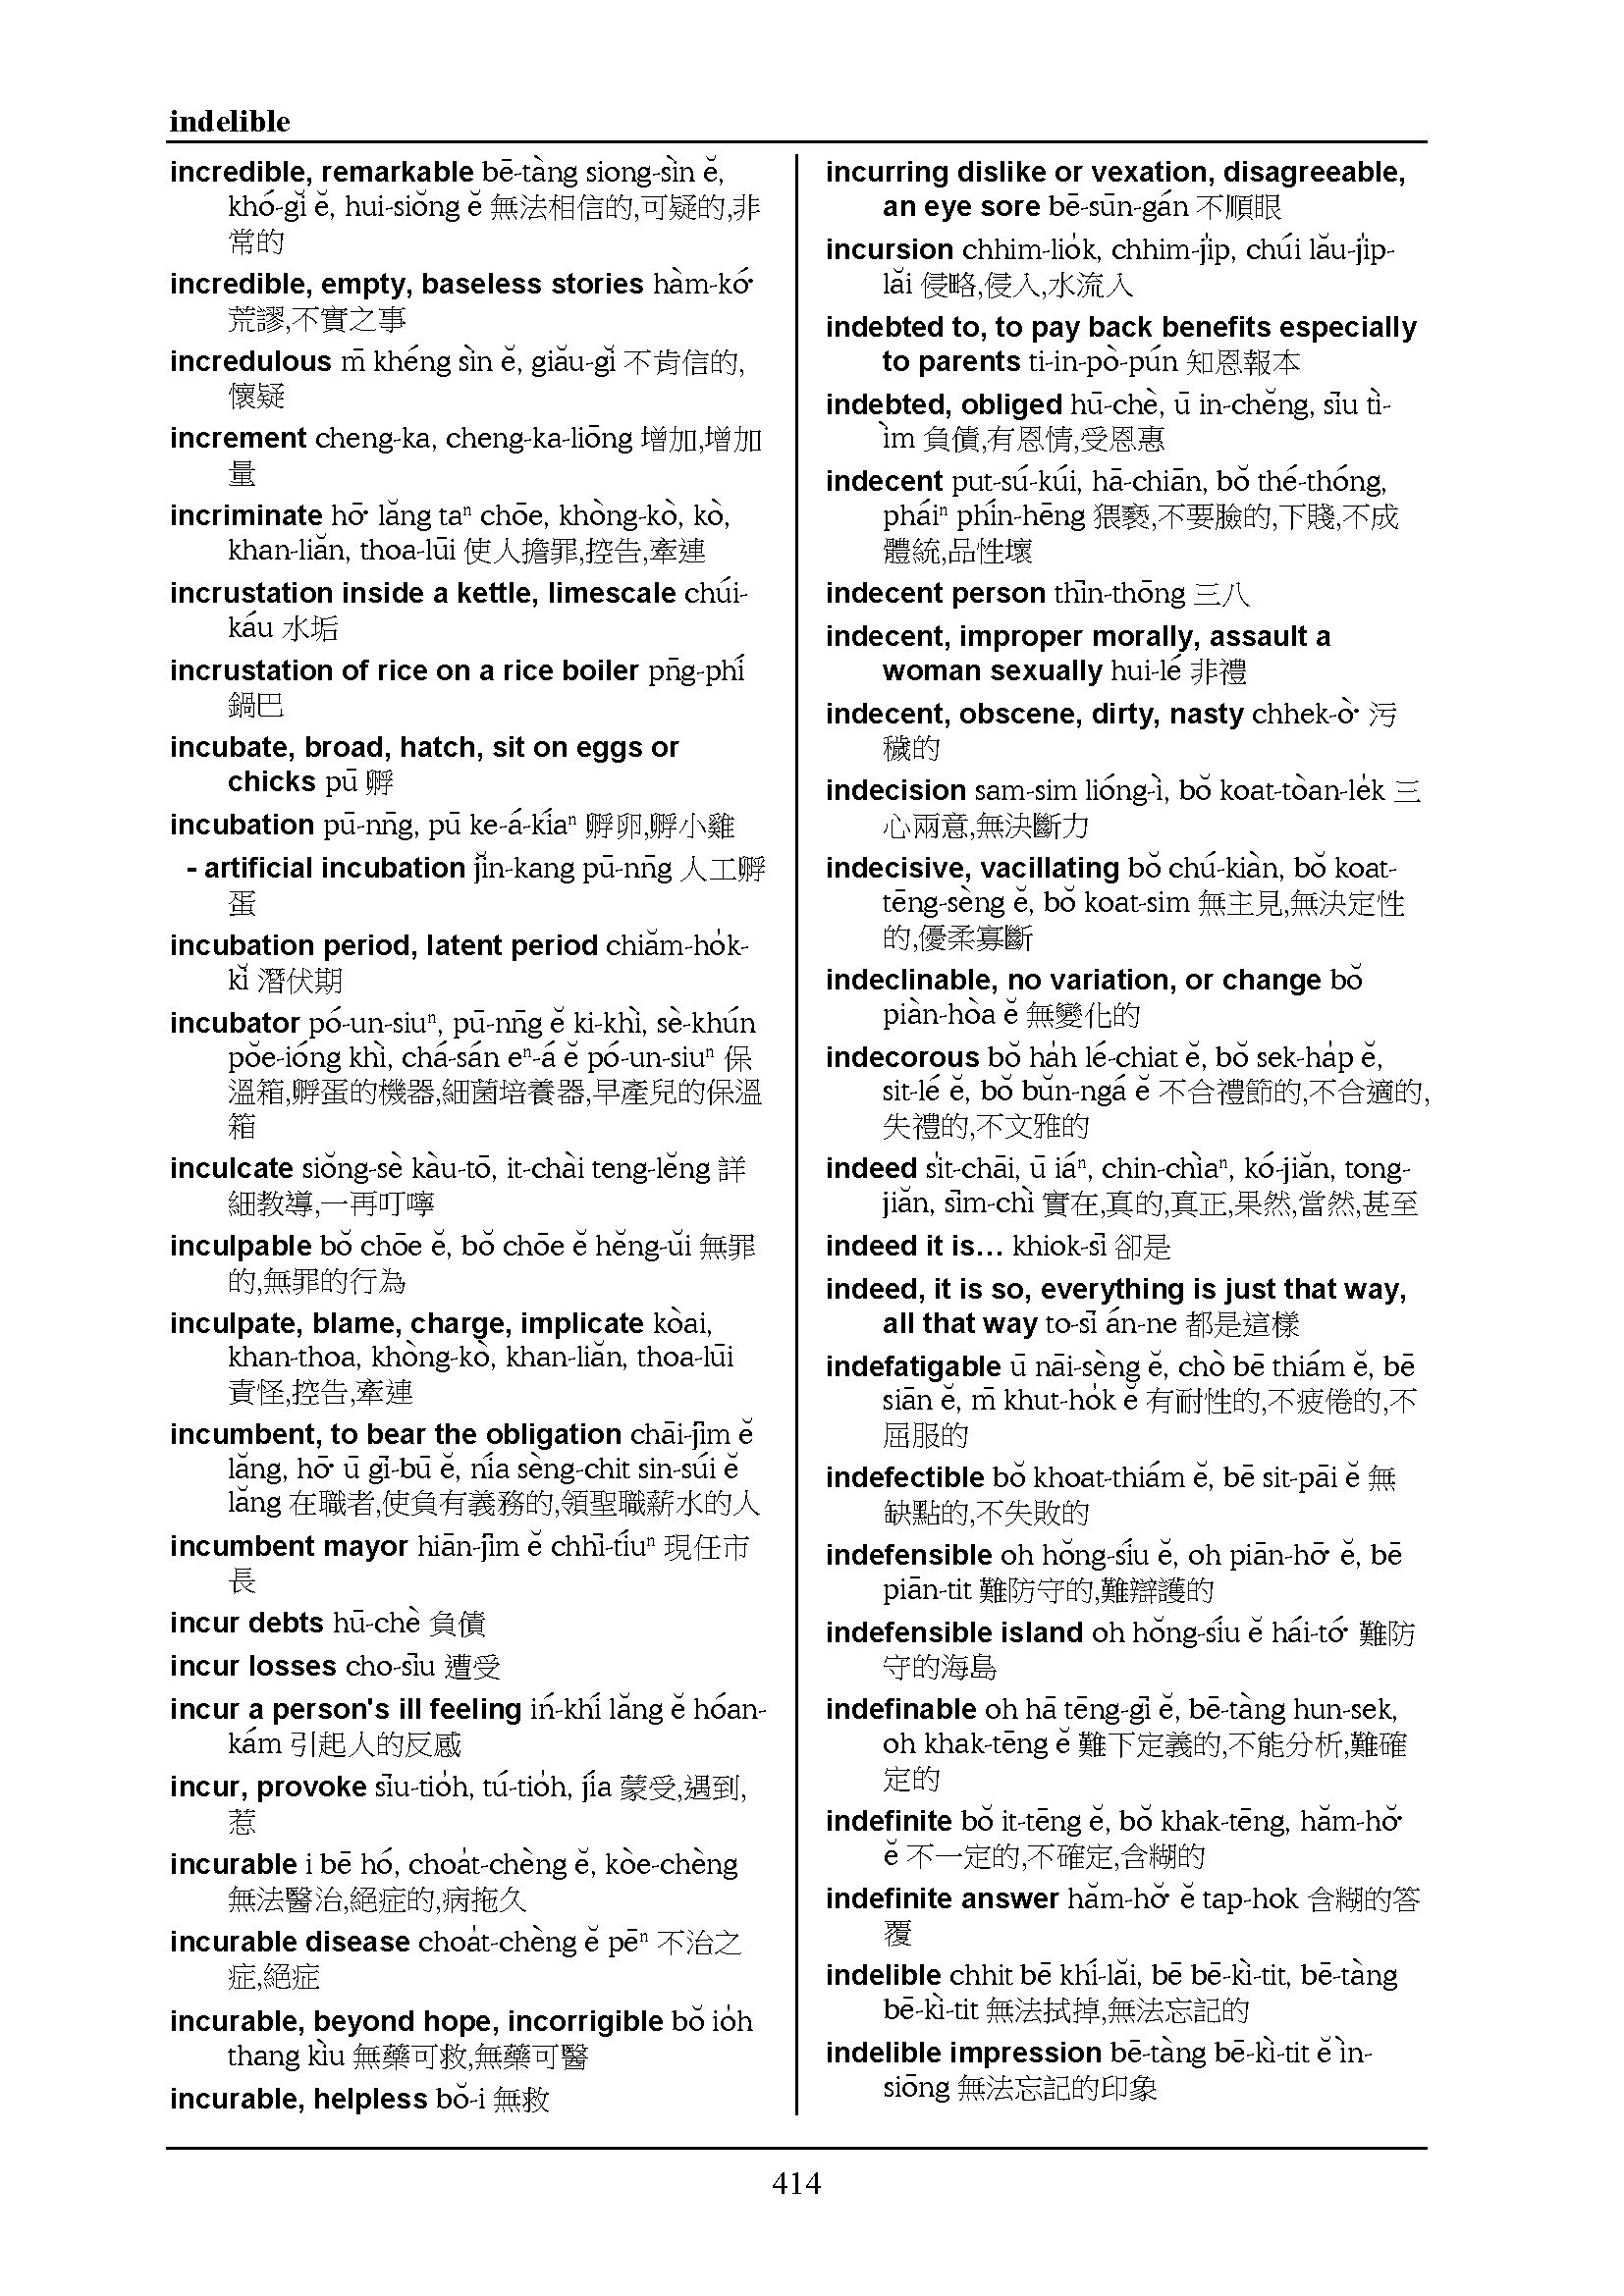 indelible
incredible, remarkable bē-tàng siong-sìn ĕ,
khó-gĭ ĕ, hui-siŏng ĕ 無法相信的,可疑的,非
常的
incredible, empty, baseless stories hàm-kó͘
荒謬,不實之事
incredulous m̄ khéng sìn ĕ, giău-gĭ 不肯信的,
懷疑
increment cheng-ka, cheng-ka-liōng 增加,增加
量
incriminate hō͘ lăng taⁿ chōe, khòng-kò, kò,
khan-liăn, thoa-lūi 使人擔罪,控告,牽連
incrustation inside a kettle, limescale chúi-
káu 水垢
incrustation of rice on a rice boiler pn̄g-phí
鍋巴
incubate, broad, hatch, sit on eggs or
chicks pū 孵
incubation pū-nn̄g, pū ke-á-kíaⁿ 孵卵,孵小雞
- artificial incubation jĭn-kang pū-nn̄g 人工孵
蛋
incubation period, latent period chiăm-ho̍k-
kĭ 潛伏期
incubator pó-un-siuⁿ, pū-nn̄g ĕ ki-khì, sè-khún
pŏe-ióng khì, chá-sán eⁿ-á ĕ pó-un-siuⁿ 保
溫箱,孵蛋的機器,細菌培養器,早產兒的保溫
箱
inculcate siŏng-sè kàu-tō, it-chài teng-lĕng 詳
細教導,一再叮嚀
inculpable bŏ chōe ĕ, bŏ chōe ĕ hĕng-ŭi 無罪
的,無罪的行為
inculpate, blame, charge, implicate kòai,
khan-thoa, khòng-kò, khan-liăn, thoa-lūi
責怪,控告,牽連
incumbent, to bear the obligation chāi-jīm ĕ
lăng, hō͘ ū gī-bū ĕ, nía sèng-chit sin-súi ĕ
lăng 在職者,使負有義務的,領聖職薪水的人
incumbent mayor hiān-jīm ĕ chhī-tíuⁿ 現任市
長
incur debts hū-chè 負債
incur losses cho-sīu 遭受
incur a person's ill feeling ín-khí lăng ĕ hóan-
kám 引起人的反感
incur, provoke sīu-tio̍h, tú-tio̍h, jía 蒙受,遇到,
惹
incurable i bē hó, choa̍t-chèng ĕ, kòe-chèng
無法醫治,絕症的,病拖久
incurable disease choa̍t-chèng ĕ pēⁿ 不治之
症,絕症
incurable, beyond hope, incorrigible bŏ io̍h
thang kìu 無藥可救,無藥可醫
incurable, helpless bŏ-i 無救
incurring dislike or vexation, disagreeable,
an eye sore bē-sūn-gán 不順眼
incursion chhim-lio̍k, chhim-ji̍p, chúi lău-ji̍p-
lăi 侵略,侵入,水流入
indebted to, to pay back benefits especially
to parents ti-in-pò-pún 知恩報本
indebted, obliged hū-chè, ū in-chĕng, sīu tì-
ìm 負債,有恩情,受恩惠
indecent put-sú-kúi, hā-chiān, bŏ thé-thóng,
pháiⁿ phín-hēng 猥褻,不要臉的,下賤,不成
體統,品性壞
indecent person thīn-thōng 三八
indecent, improper morally, assault a
woman sexually hui-lé 非禮
indecent, obscene, dirty, nasty chhek-ò͘ 污
穢的
indecision sam-sim lióng-ì, bŏ koat-tòan-le̍k 三
心兩意,無決斷力
indecisive, vacillating bŏ chú-kiàn, bŏ koat-
tēng-sèng ĕ, bŏ koat-sim 無主見,無決定性
的,優柔寡斷
indeclinable, no variation, or change bŏ
piàn-hòa ĕ 無變化的
indecorous bŏ ha̍h lé-chiat ĕ, bŏ sek-ha̍p ĕ,
sit-lé ĕ, bŏ bŭn-ngá ĕ 不合禮節的,不合適的,
失禮的,不文雅的
indeed si̍t-chāi, ū iáⁿ, chin-chìaⁿ, kó-jiăn, tong-
jiăn, sīm-chì 實在,真的,真正,果然,當然,甚至
indeed it is… khiok-sī 卻是
indeed, it is so, everything is just that way,
all that way to-sī án-ne 都是這樣
indefatigable ū nāi-sèng ĕ, chò bē thiám ĕ, bē
siān ĕ, m̄ khut-ho̍k ĕ 有耐性的,不疲倦的,不
屈服的
indefectible bŏ khoat-thiám ĕ, bē sit-pāi ĕ 無
缺點的,不失敗的
indefensible oh hŏng-síu ĕ, oh piān-hō͘ ĕ, bē
piān-tit 難防守的,難辯護的
indefensible island oh hŏng-síu ĕ hái-tó͘ 難防
守的海島
indefinable oh hā tēng-gī ĕ, bē-tàng hun-sek,
oh khak-tēng ĕ 難下定義的,不能分析,難確
定的
indefinite bŏ it-tēng ĕ, bŏ khak-tēng, hăm-hŏ͘
ĕ 不一定的,不確定,含糊的
indefinite answer hăm-hŏ͘ ĕ tap-hok 含糊的答
覆
indelible chhit bē khí-lăi, bē bē-kì-tit, bē-tàng
bē-kì-tit 無法拭掉,無法忘記的
indelible impression bē-tàng bē-kì-tit ĕ ìn-
siōng 無法忘記的印象
414